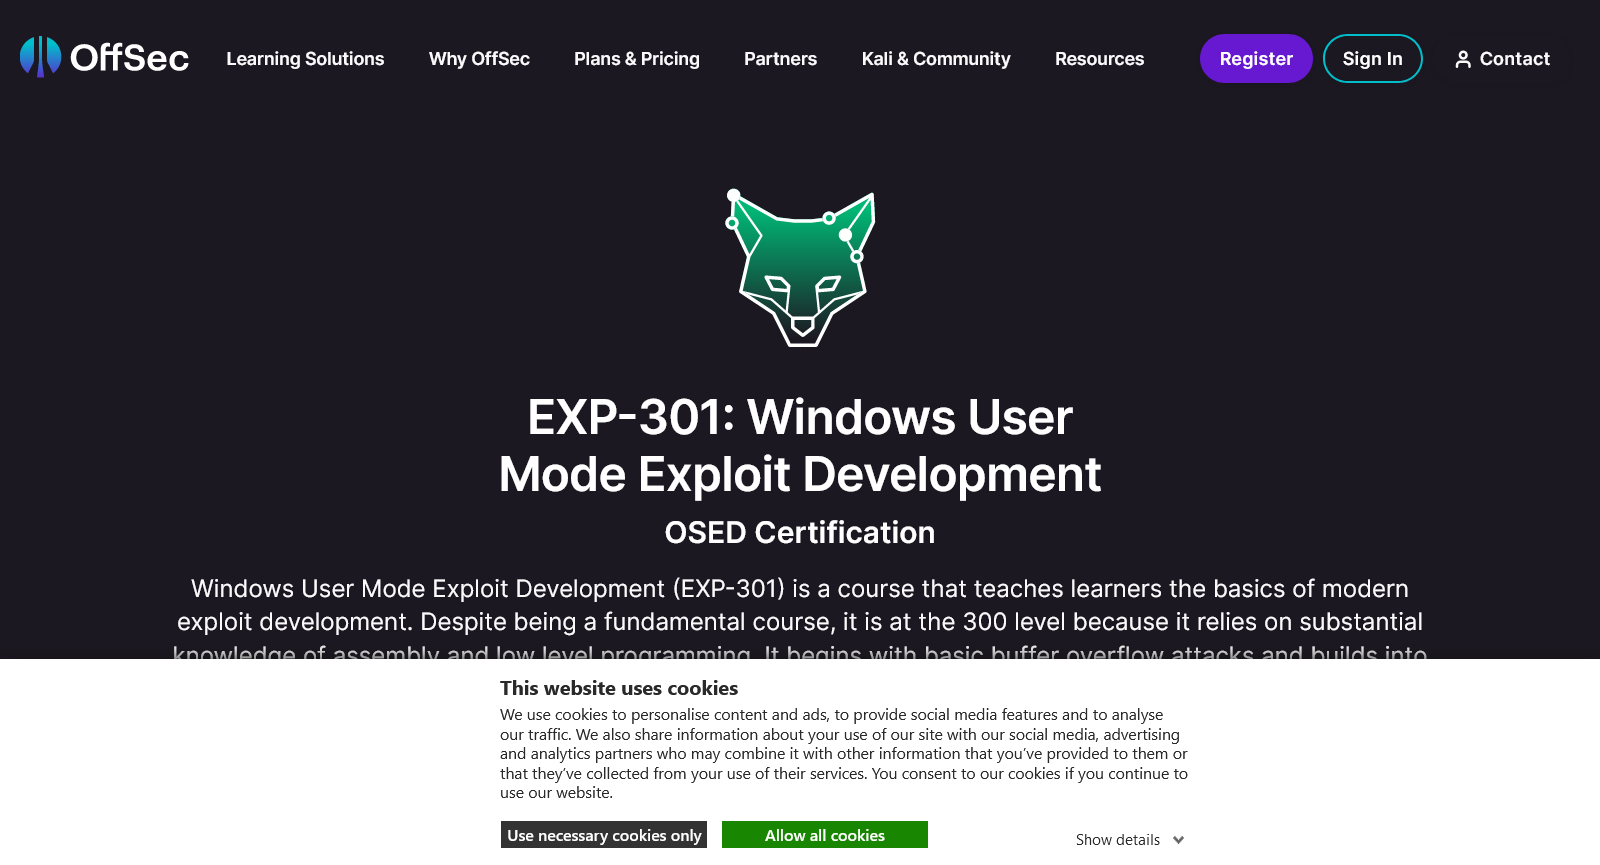 OffSec
Learning Solutions
Why OffSec
Plans & Pricing
Partners
Kali & Community
Resources
Register
Sign In
Contact
EXP-301: Windows User
Mode Exploit Development
OSED Certification
Windows User Mode Exploit Development (EXP-301) is a course that teaches learners the basics of modern
exploit development. Despite being a fundamental course, it is at the 300 level because it relies on substantial
knowledge of assembly and low level programming. It begins with basic buffer overflow attacks and builds into
This website uses cookies
We use cookies to personalise content and ads, to provide social media features and to analyse
our traffic. We also share information about your use of our site with our social media, advertising
and analytics partners who may combine it with other information that you’ve provided to them or
that they’ve collected from your use of their services. You consent to our cookies if you continue to
use our website.
Use necessary cookies only
Allow all cookies
Show details